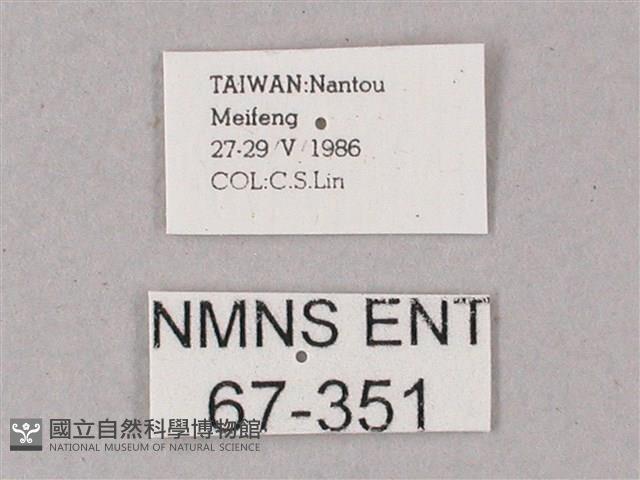 TAIWAN:Nantou
Meifeng
27-29/V/1986
COL:C.S.Lin
NMNS ENT
67-351
國立自然科學博物館
NATIONAL MUSEUM OF NATURAL SCIENCE